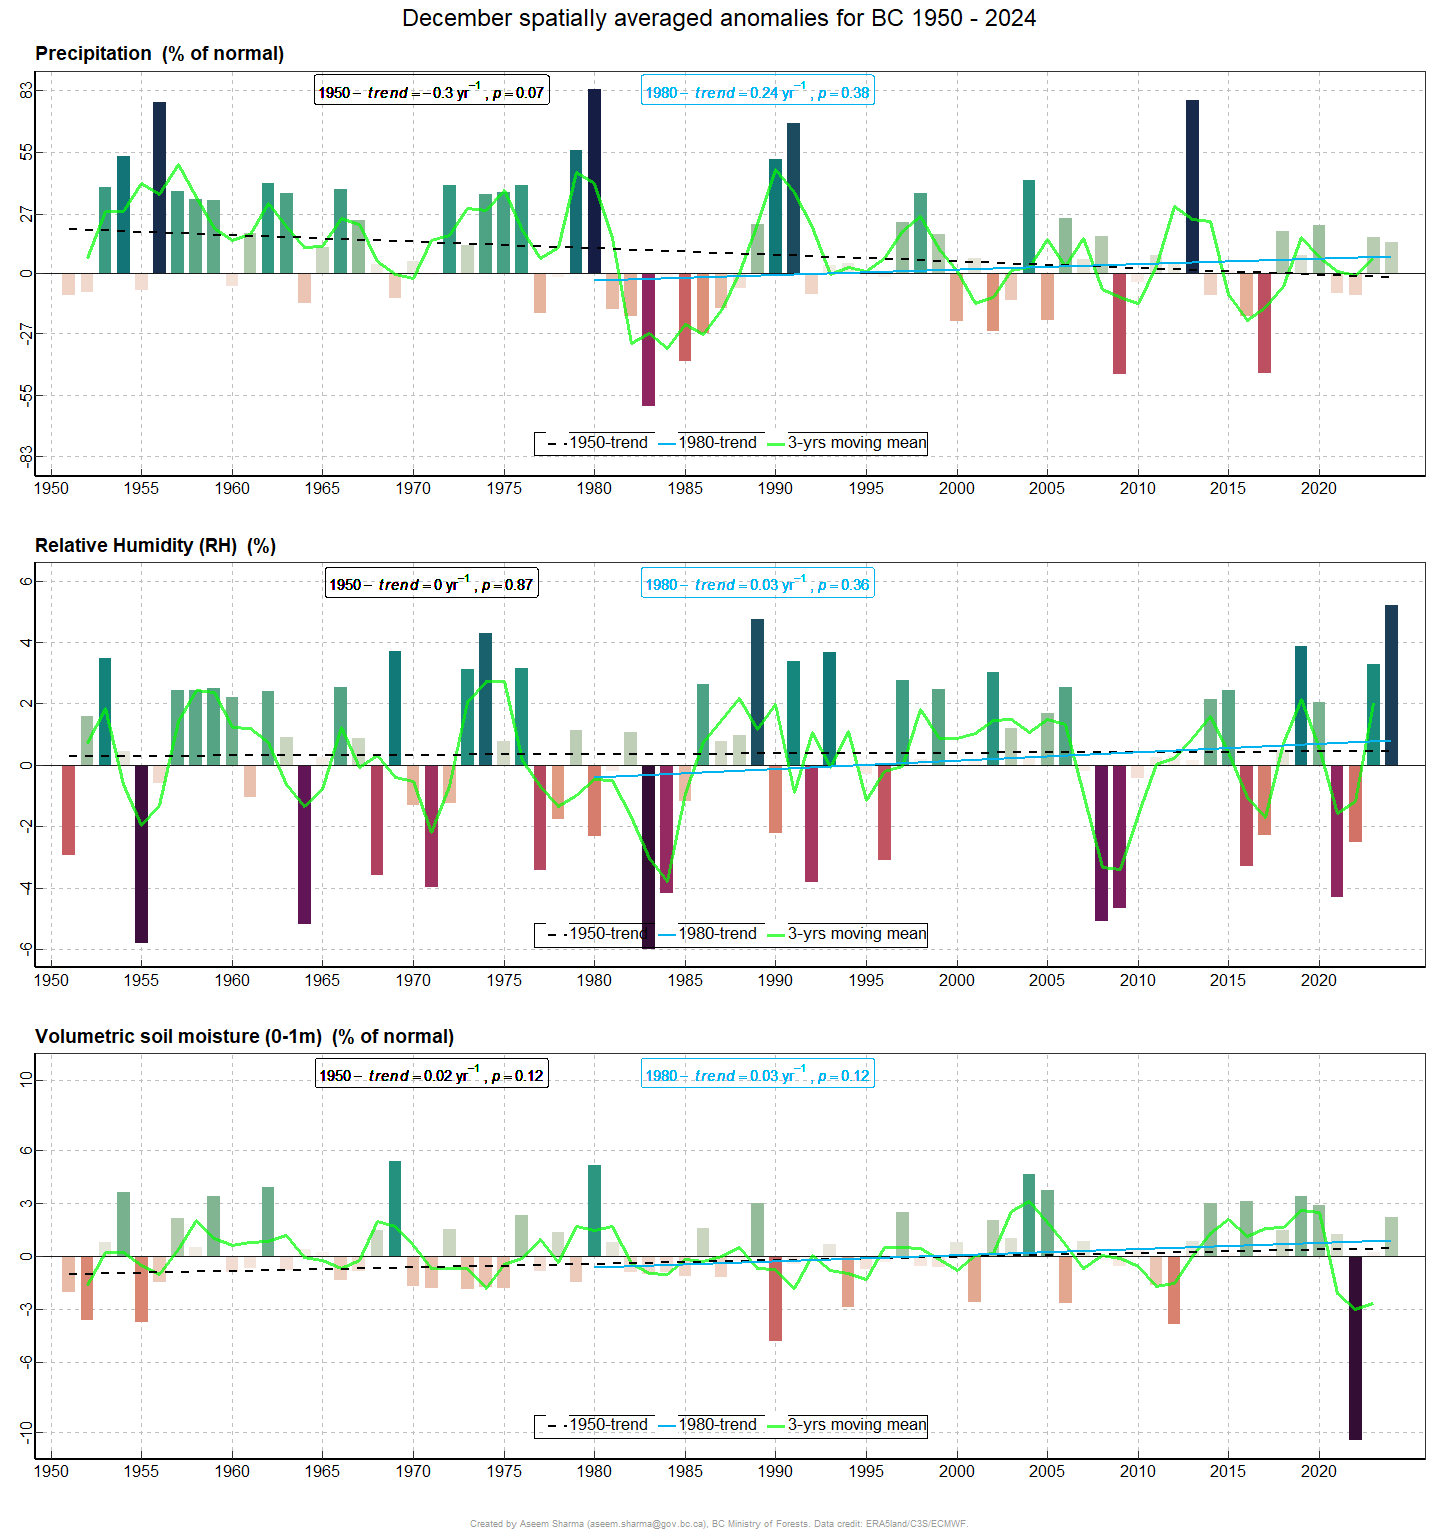 December spatially averaged anomalies for BC 1950 - 2024
Precipitation (% of normal)
1950− trend = −0.3 yr⁻¹ , p = 0.07
1980− trend = 0.24 yr⁻¹ , p = 0.38
83
55
27
0
-27
-55
-83
1950-trend 1980-trend 3-yrs moving mean
1950 1955 1960 1965 1970 1975 1980 1985 1990 1995 2000 2005 2010 2015 2020
Relative Humidity (RH) (%)
1950− trend = 0 yr⁻¹ , p = 0.87
1980− trend = 0.03 yr⁻¹ , p = 0.36
6
4
2
0
-2
-4
-6
1950-trend 1980-trend 3-yrs moving mean
1950 1955 1960 1965 1970 1975 1980 1985 1990 1995 2000 2005 2010 2015 2020
Volumetric soil moisture (0-1m) (% of normal)
1950− trend = 0.02 yr⁻¹ , p = 0.12
1980− trend = 0.03 yr⁻¹ , p = 0.12
10
6
3
0
-3
-6
-10
1950-trend 1980-trend 3-yrs moving mean
1950 1955 1960 1965 1970 1975 1980 1985 1990 1995 2000 2005 2010 2015 2020
Created by Aseem Sharma (aseem.sharma@gov.bc.ca), BC Ministry of Forests. Data credit: ERA5land/C3S/ECMWF.